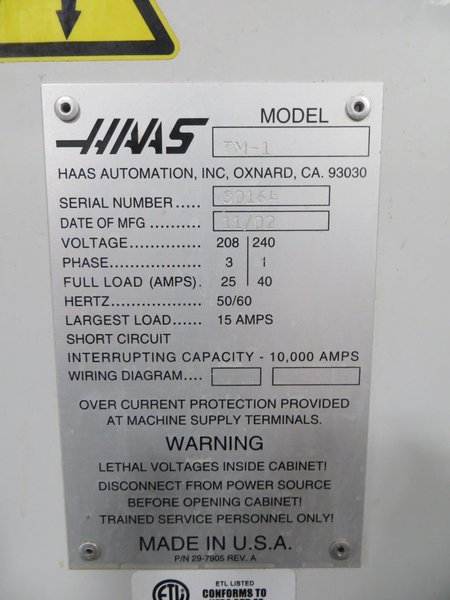 MODEL
HAAS TM-1
HAAS AUTOMATION, INC, OXNARD, CA. 93030
SERIAL NUMBER ..... 30164
DATE OF MFG ......... 11/02
VOLTAGE............... 208 240
PHASE................... 3 1
FULL LOAD (AMPS). 25 40
HERTZ................... 50/60
LARGEST LOAD...... 15 AMPS
SHORT CIRCUIT
INTERRUPTING CAPACITY - 10,000 AMPS
WIRING DIAGRAM....
OVER CURRENT PROTECTION PROVIDED
AT MACHINE SUPPLY TERMINALS.
WARNING
LETHAL VOLTAGES INSIDE CABINET!
DISCONNECT FROM POWER SOURCE
BEFORE OPENING CABINET!
TRAINED SERVICE PERSONNEL ONLY!
MADE IN U.S.A.
P/N 29-7905 REV. A
ETL LISTED
CONFORMS TO